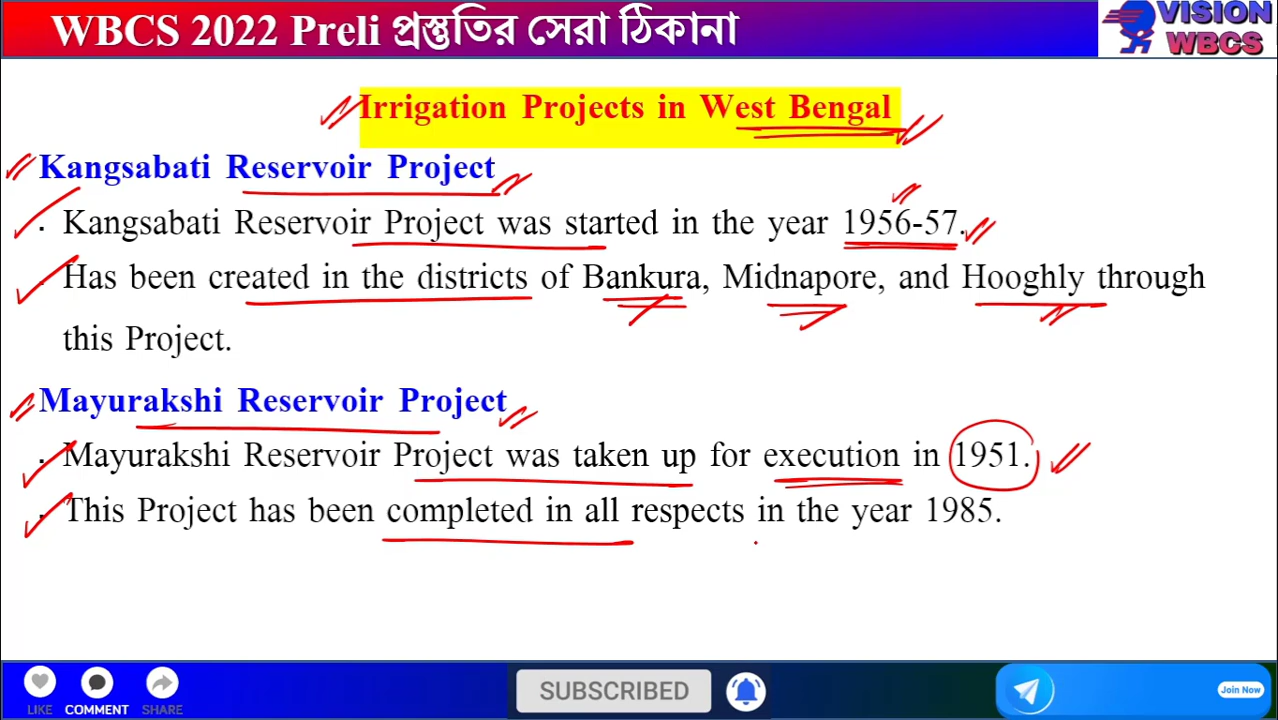 WBCS 2022 Preli প্রস্তুতির সেরা ঠিকানা
VISION
WBCS
Irrigation Projects in West Bengal
Kangsabati Reservoir Project
· Kangsabati Reservoir Project was started in the year 1956-57.
· Has been created in the districts of Bankura, Midnapore, and Hooghly through
this Project.
Mayurakshi Reservoir Project
· Mayurakshi Reservoir Project was taken up for execution in 1951.
· This Project has been completed in all respects in the year 1985.
LIKE COMMENT SHARE
SUBSCRIBED
Join Now